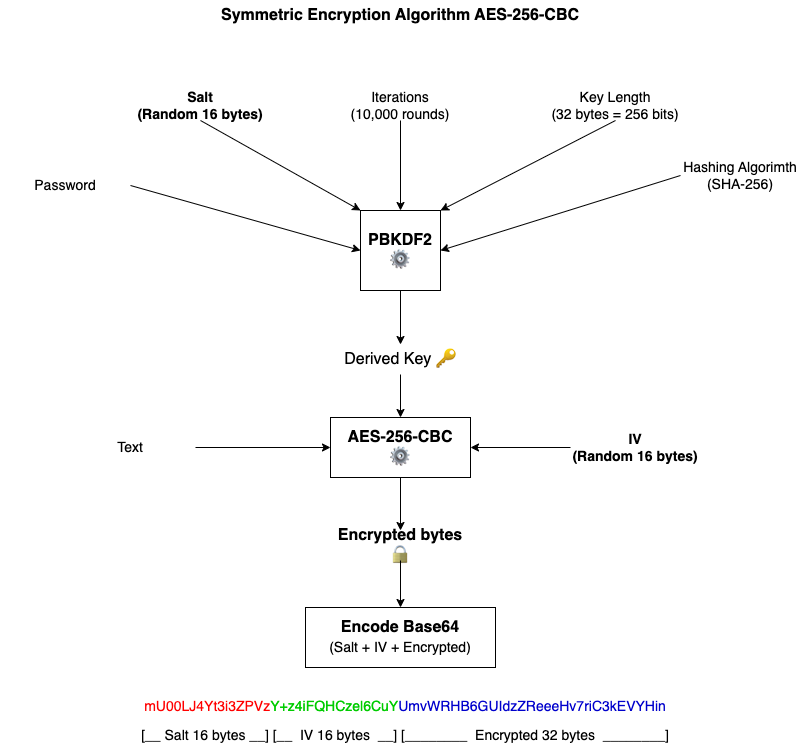 Symmetric Encryption Algorithm AES-256-CBC
Salt
(Random 16 bytes)
Iterations
(10,000 rounds)
Key Length
(32 bytes = 256 bits)
Hashing Algorimth
(SHA-256)
Password
PBKDF2
Derived Key
AES-256-CBC
Text
IV
(Random 16 bytes)
Encrypted bytes
Encode Base64
(Salt + IV + Encrypted)
mU00LJ4Yt3i3ZPVzY+z4iFQHCzel6CuYUmvWRHB6GUldzZReeeHv7riC3kEVYHin
[__ Salt 16 bytes __] [__ IV 16 bytes __] [________ Encrypted 32 bytes ________]